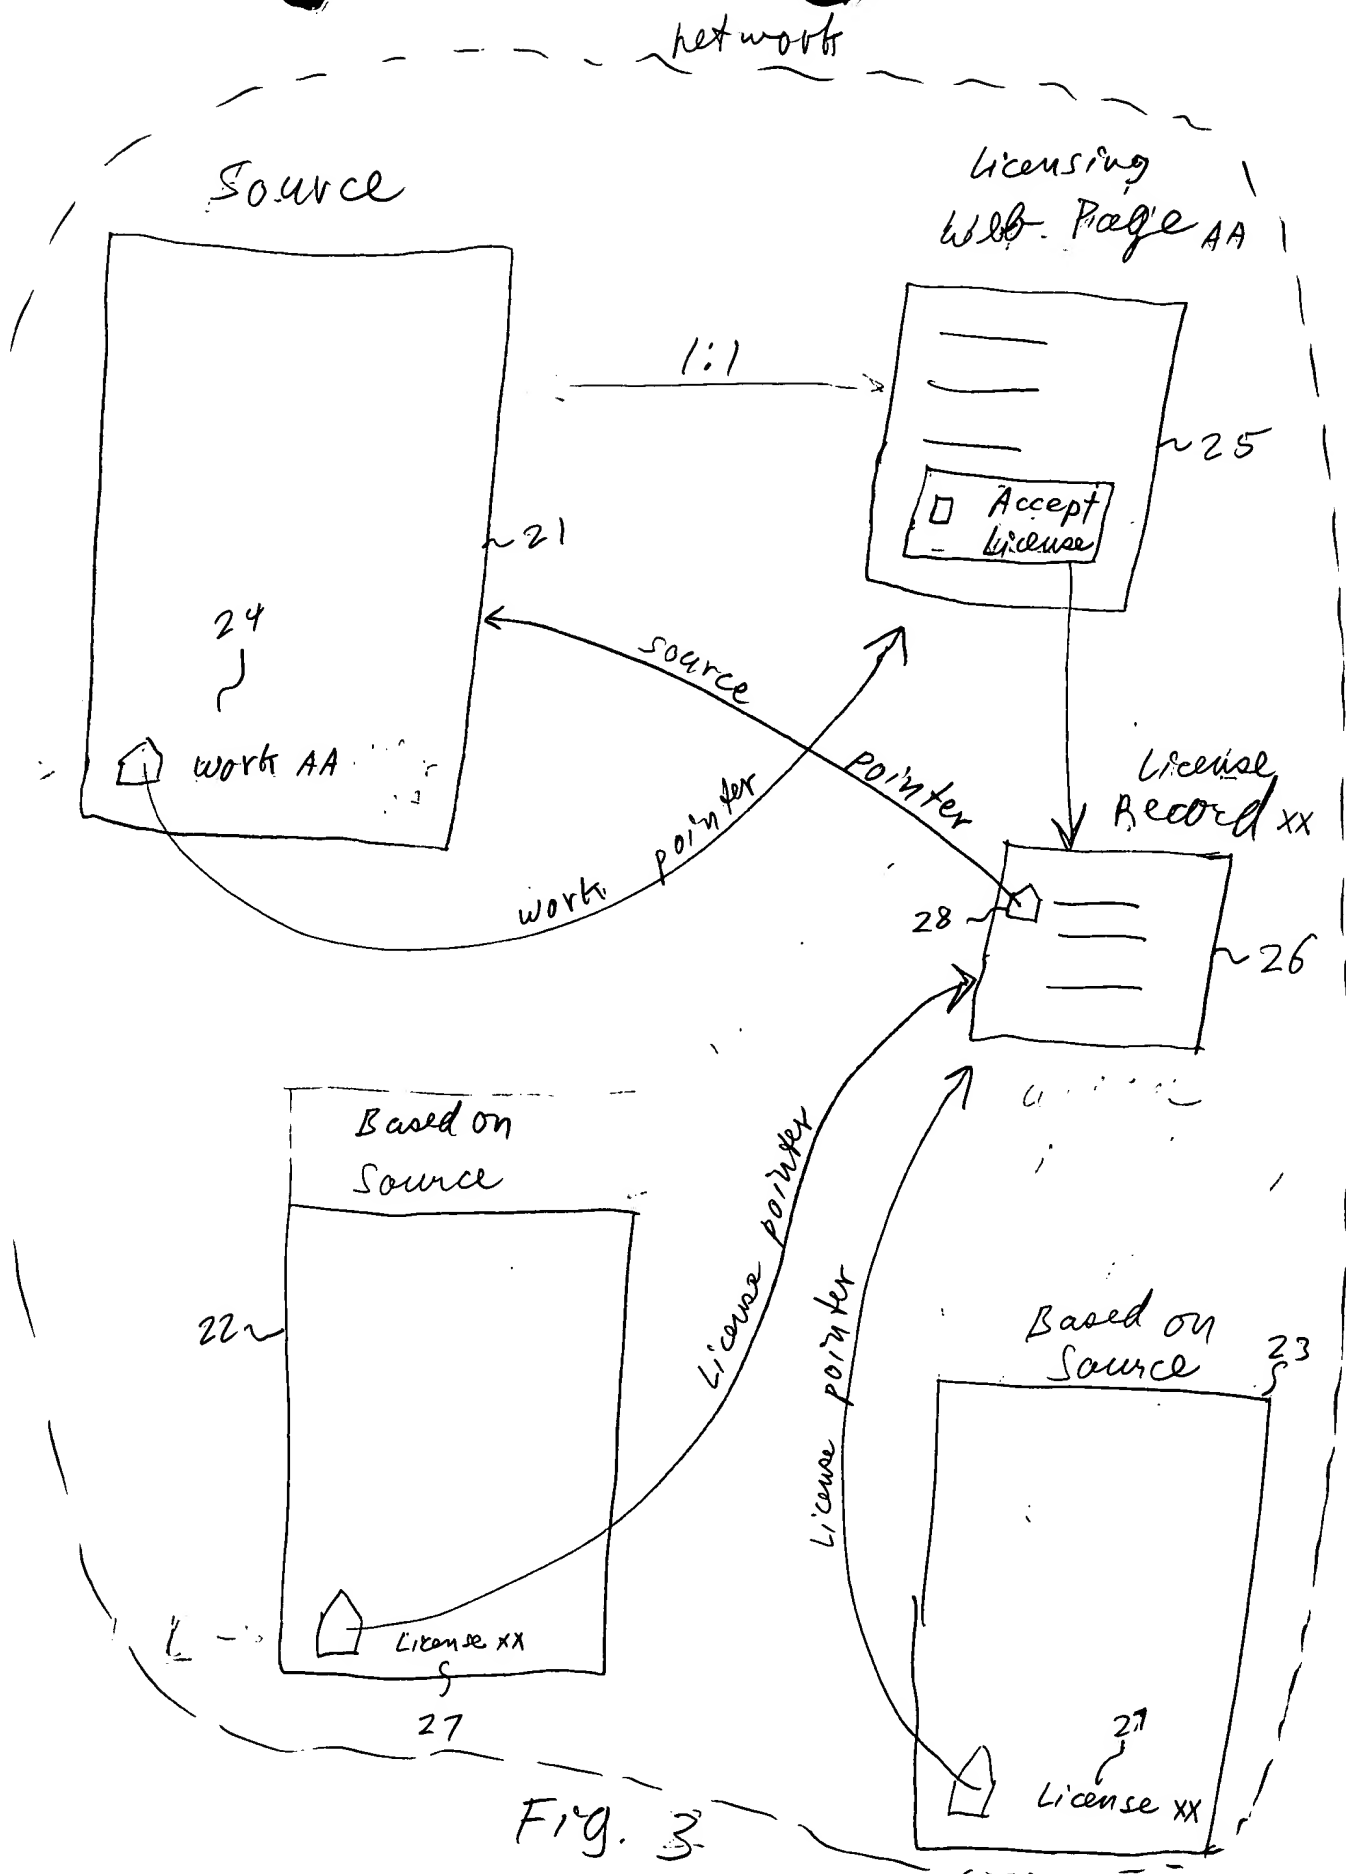 network
Source
Licensing
Web Page AA
1:1
25
Accept
License
21
24
work AA
source pointer
work pointer
License
Record xx
28
26
Based on
Source
License pointer
License pointer
22
Based on
Source
23
License xx
27
27
License xx
Fig. 3